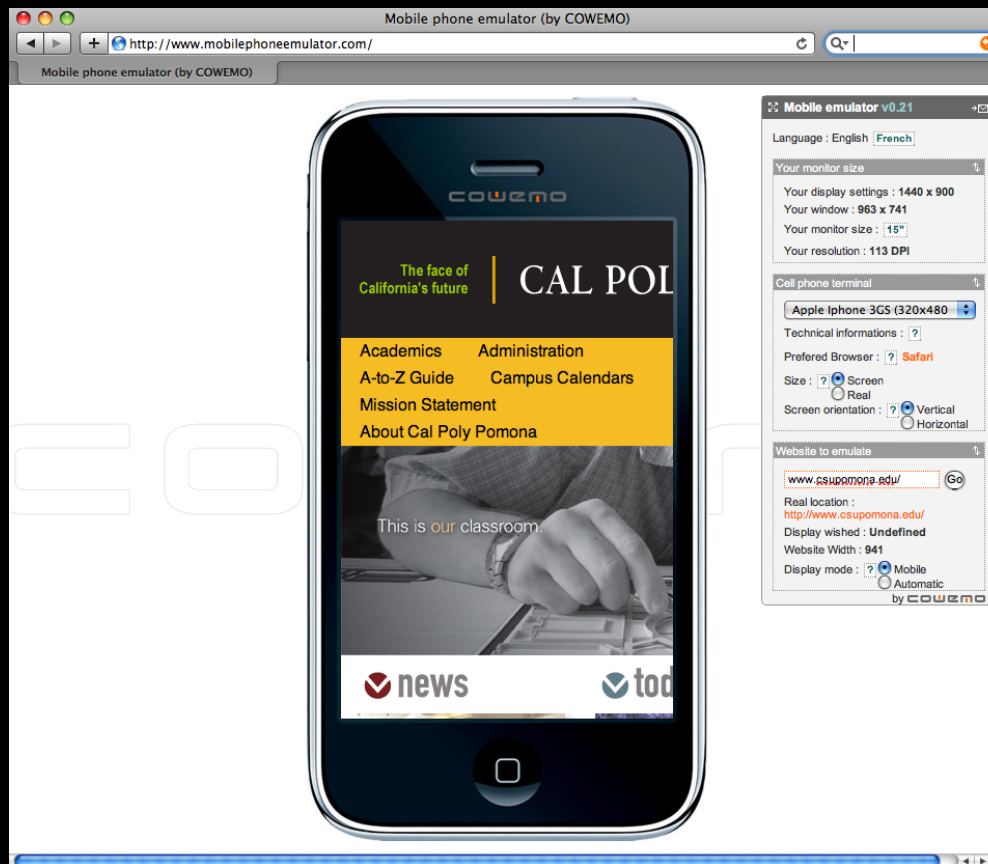 Mobile phone emulator (by COWEMO)
http://www.mobilephoneemulator.com/
Mobile phone emulator (by COWEMO)
COWEMO
The face of
California's future
CAL POL
Academics Administration
A-to-Z Guide Campus Calendars
Mission Statement
About Cal Poly Pomona
This is our classroom.
news
tod
Mobile emulator v0.21
Language : English French
Your monitor size
Your display settings : 1440 x 900
Your window : 963 x 741
Your monitor size : 15"
Your resolution : 113 DPI
Cell phone terminal
Apple Iphone 3GS (320x480
Technical informations : ?
Prefered Browser : ? Safari
Size : ? Screen
Real
Screen orientation : ? Vertical
Horizontal
Website to emulate
www.csupomona.edu/ Go
Real location :
http://www.csupomona.edu/
Display wished : Undefined
Website Width : 941
Display mode : ? Mobile
Automatic
by COWEMO